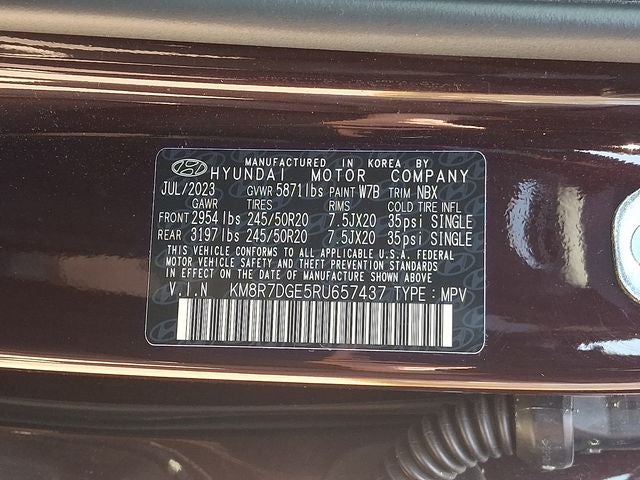 MANUFACTURED IN KOREA BY
HYUNDAI MOTOR COMPANY
JUL/2023 GVWR 5871lbs PAINT W7B TRIM NBX
GAWR TIRES RIMS COLD TIRE INFL
FRONT 2954lbs 245/50R20 7.5JX20 35psi SINGLE
REAR 3197lbs 245/50R20 7.5JX20 35psi SINGLE
THIS VEHICLE CONFORMS TO ALL APPLICABLE U.S.A. FEDERAL
MOTOR VEHICLE SAFETY AND THEFT PREVENTION STANDARDS
IN EFFECT ON THE DATE OF MANUFACTURE SHOWN ABOVE.
V.I.N KM8R7DGE5RU657437 TYPE : MPV